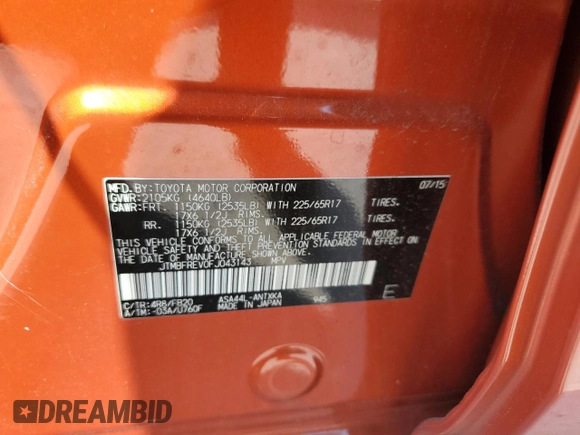 MFD. BY: TOYOTA MOTOR CORPORATION 07/15
GVWR: 2105KG (4640LB)
GAWR: FRT. 1150KG (2535LB) WITH 225/65R17
17X6 1/2J RIMS.
RR. 1150KG (2535LB) WITH 225/65R17
17X6 1/2J RIMS.
THIS VEHICLE CONFORMS TO ALL APPLICABLE FEDERAL MOTOR
VEHICLE SAFETY AND THEFT PREVENTION STANDARDS IN EFFECT ON
THE DATE OF MANUFACTURE SHOWN ABOVE.
JTMBFREV0FJ043143 MPV
C/TR: 4R8/FB20 ASA44L-ANTXKA 945
A/TM: -03A/U760F MADE IN JAPAN E
DREAMBID